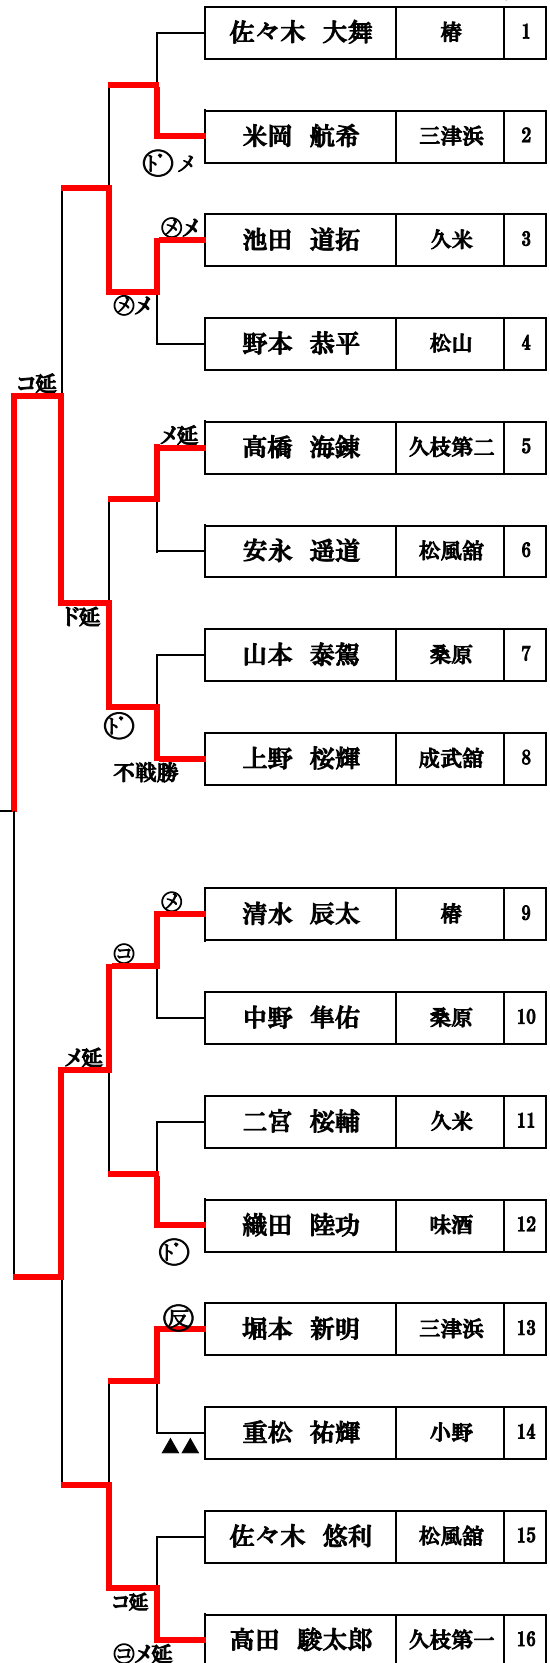 佐々木 大舞 椿 1
米岡 航希 三津浜 2
㋣゙ メ
㋱メ
池田 道拓 久米 3
㋱メ
野本 恭平 松山 4
コ延
メ延
髙橋 海錬 久枝第二 5
安永 遥道 松風舘 6
ド延
山本 泰駕 桑原 7
㋣゙
上野 桜輝 成武舘 8
不戦勝
㋱
清水 辰太 椿 9
㋙
中野 隼佑 桑原 10
メ延
二宮 桜輔 久米 11
織田 陸功 味酒 12
㋣゙
反
堀本 新明 三津浜 13
重松 祐輝 小野 14
▲▲
佐々木 悠利 松風舘 15
コ延
髙田 駿太郎 久枝第一 16
㋙メ延